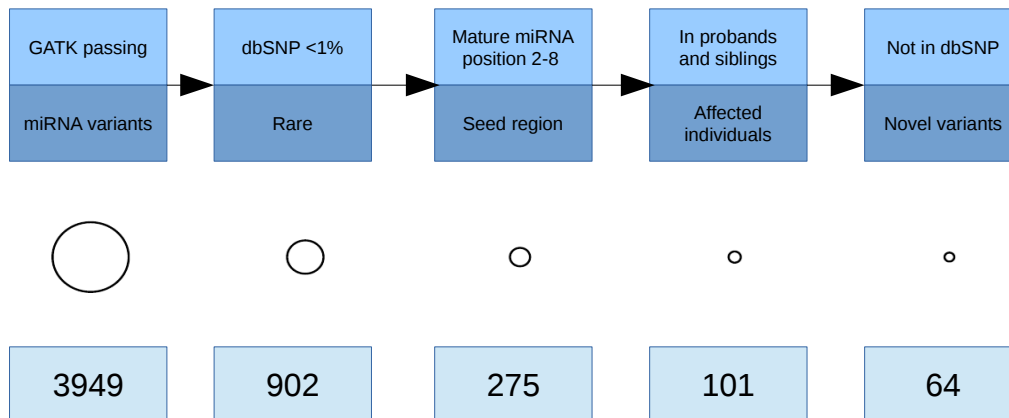 GATK passing
miRNA variants
dbSNP <1%
Rare
Mature miRNA
position 2-8
Seed region
In probands
and siblings
Affected
individuals
Not in dbSNP
Novel variants
3949
902
275
101
64